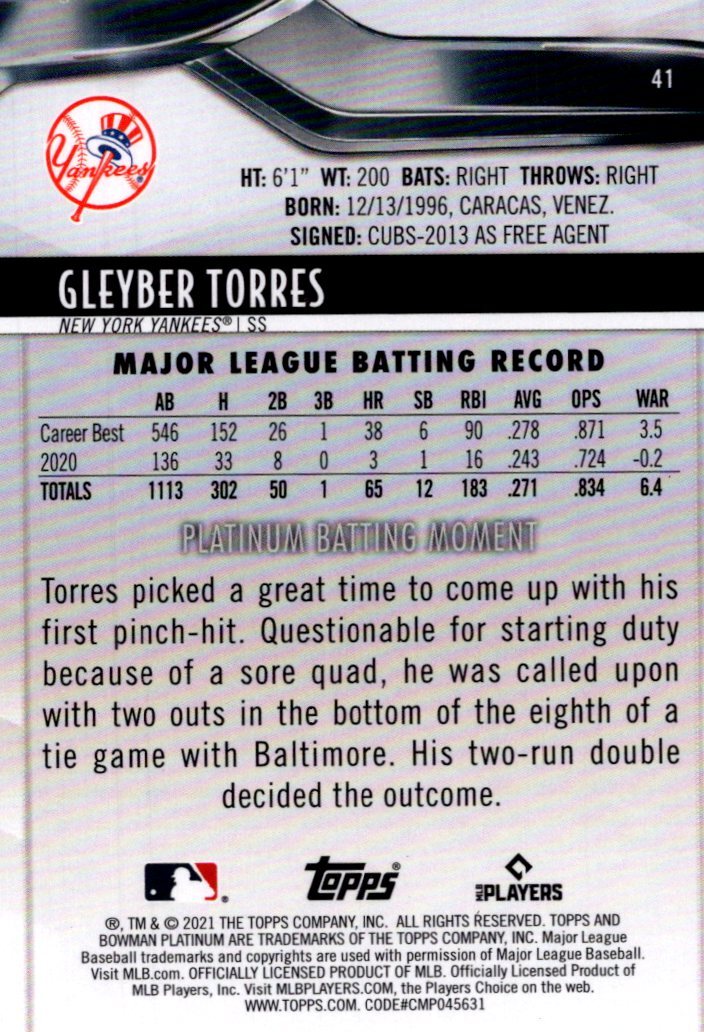 41
Yankees®
HT: 6'1" WT: 200 BATS: RIGHT THROWS: RIGHT
BORN: 12/13/1996, CARACAS, VENEZ.
SIGNED: CUBS-2013 AS FREE AGENT
GLEYBER TORRES
NEW YORK YANKEES® | SS
MAJOR LEAGUE BATTING RECORD
AB H 2B 3B HR SB RBI AVG OPS WAR
Career Best 546 152 26 1 38 6 90 .278 .871 3.5
2020 136 33 8 0 3 1 16 .243 .724 -0.2
TOTALS 1113 302 50 1 65 12 183 .271 .834 6.4
PLATINUM BATTING MOMENT
Torres picked a great time to come up with his
first pinch-hit. Questionable for starting duty
because of a sore quad, he was called upon
with two outs in the bottom of the eighth of a
tie game with Baltimore. His two-run double
decided the outcome.
® topps® MLB PLAYERS
®, TM & © 2021 THE TOPPS COMPANY, INC. ALL RIGHTS RESERVED. TOPPS AND
BOWMAN PLATINUM ARE TRADEMARKS OF THE TOPPS COMPANY, INC. Major League
Baseball trademarks and copyrights are used with permission of Major League Baseball.
Visit MLB.com. OFFICIALLY LICENSED PRODUCT OF MLB. Officially Licensed Product of
MLB Players, Inc. Visit MLBPLAYERS.COM, the Players Choice on the web.
WWW.TOPPS.COM. CODE#CMP045631